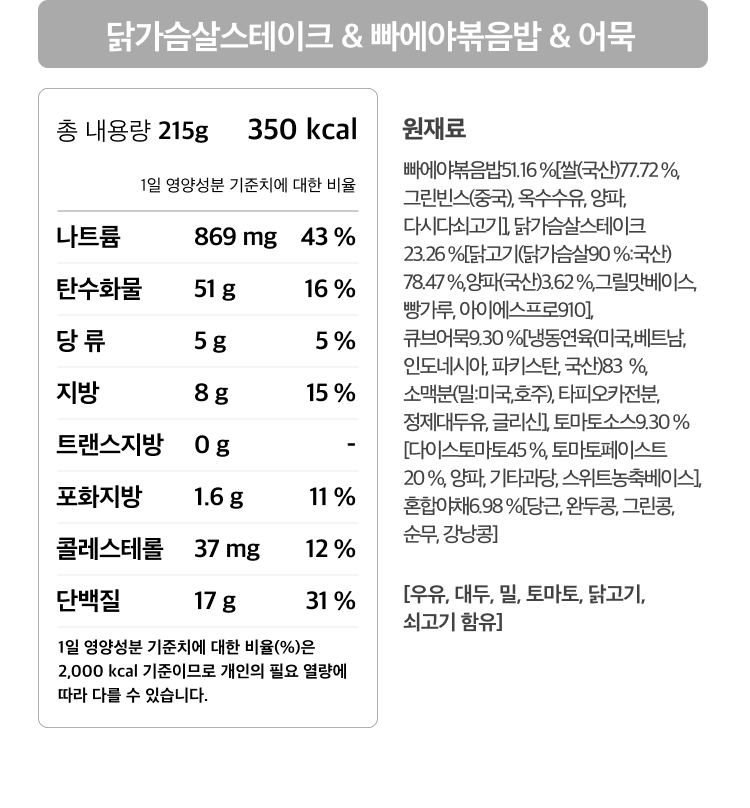 닭가슴살스테이크 & 빠에야볶음밥 & 어묵
총 내용량 215g 350 kcal
1일 영양성분 기준치에 대한 비율
나트륨 869 mg 43 %
탄수화물 51 g 16 %
당 류 5 g 5 %
지방 8 g 15 %
트랜스지방 0 g -
포화지방 1.6 g 11 %
콜레스테롤 37 mg 12 %
단백질 17 g 31 %
1일 영양성분 기준치에 대한 비율(%)은
2,000 kcal 기준이므로 개인의 필요 열량에
따라 다를 수 있습니다.
원재료
빠에야볶음밥51.16 %[쌀(국산)77.72 %,
그린빈스(중국), 옥수수유, 양파,
다시다쇠고기], 닭가슴살스테이크
23.26 %[닭고기(닭가슴살90 %:국산)
78.47 %,양파(국산)3.62 %,그릴맛베이스,
빵가루, 아이에스프로910],
큐브어묵9.30 %[냉동연육(미국,베트남,
인도네시아, 파키스탄, 국산)83 %,
소맥분(밀:미국,호주), 타피오카전분,
정제대두유, 글리신], 토마토소스9.30 %
[다이스토마토45 %, 토마토페이스트
20 %, 양파, 기타과당, 스위트농축베이스],
혼합야채6.98 %[당근, 완두콩, 그린콩,
순무, 강낭콩]
[우유, 대두, 밀, 토마토, 닭고기,
쇠고기 함유]